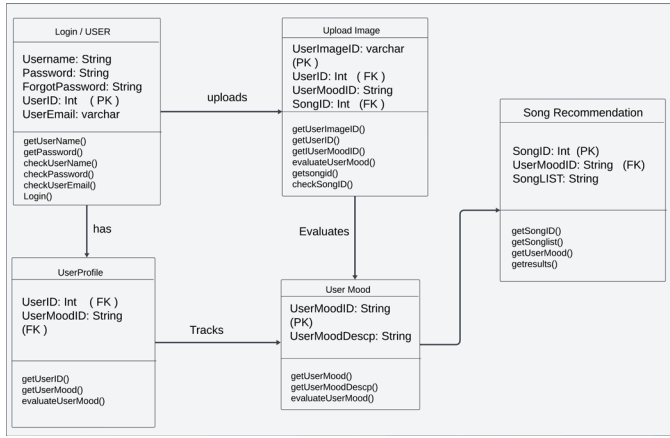 Login / USER
Username: String
Password: String
ForgotPassword: String
UserID: Int ( PK )
UserEmail: varchar
getUserName()
getPassword()
checkUserName()
checkPassword()
checkUserEmail()
Login()
uploads
Upload Image
UserImageID: varchar
(PK )
UserID: Int ( FK )
UserMoodID: String
SongID: Int (FK )
getUserImageID()
getUserID()
getIUserMoodID()
evaluateUserMood()
getsongid()
checkSongID()
Song Recommendation
SongID: Int (PK)
UserMoodID: String (FK)
SongLIST: String
getSongID()
getSonglist()
getUserMood()
getresults()
has
Evaluates
UserProfile
UserID: Int ( FK )
UserMoodID: String
(FK )
getUserID()
getUserMood()
evaluateUserMood()
Tracks
User Mood
UserMoodID: String
(PK)
UserMoodDescp: String
getUserMood()
getUserMoodDescp()
evaluateUserMood()